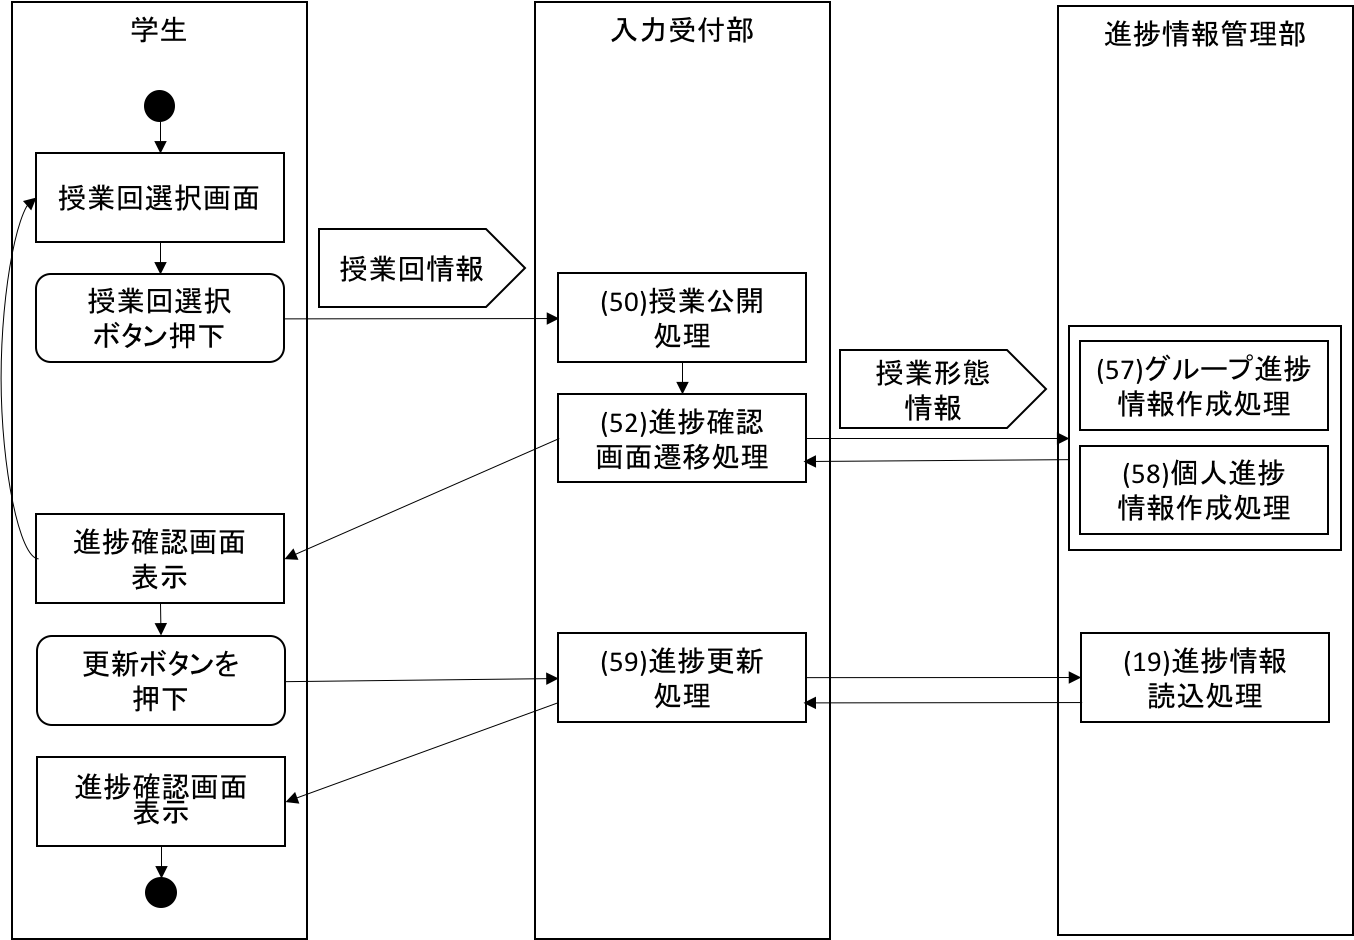 学生
授業回選択画面
授業回選択
ボタン押下
進捗確認画面
表示
更新ボタンを
押下
進捗確認画面
表示
授業回情報
入力受付部
(50)授業公開
処理
(52)進捗確認
画面遷移処理
(59)進捗更新
処理
授業形態
情報
進捗情報管理部
(57)グループ進捗
情報作成処理
(58)個人進捗
情報作成処理
(19)進捗情報
読込処理